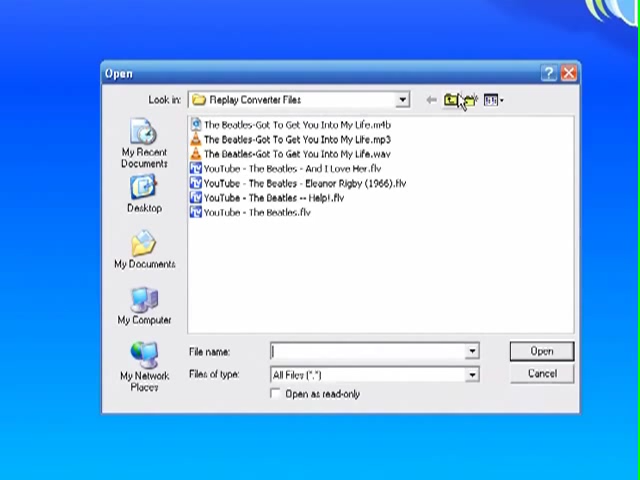 Open
Look in: Replay Converter Files
The Beatles-Got To Get You Into My Life.m4b
The Beatles-Got To Get You Into My Life.mp3
The Beatles-Got To Get You Into My Life.wav
YouTube - The Beatles - And I Love Her.flv
YouTube - The Beatles - Eleanor Rigby (1966).flv
YouTube - The Beatles -- Help!.flv
YouTube - The Beatles.flv
My Recent
Documents
Desktop
My Documents
My Computer
My Network
Places
File name: Open
Files of type: All Files (*.*) Cancel
Open as read-only